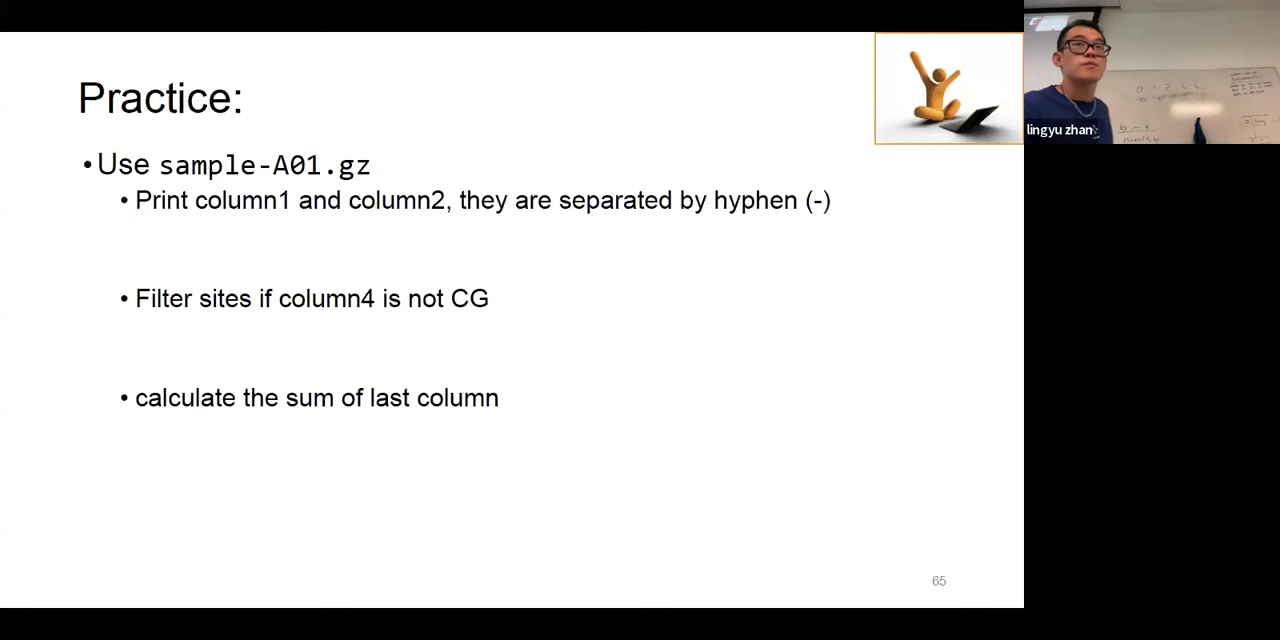 Practice:
• Use sample-A01.gz
• Print column1 and column2, they are separated by hyphen (-)
• Filter sites if column4 is not CG
• calculate the sum of last column
65
lingyu zhan